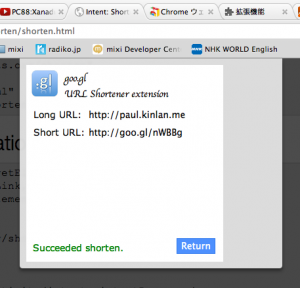 PC88:Xanad
Intent: Shorten
Chrome ウェ
拡張機能
rten/shorten.html
mixi
radiko.jp
mixi Developer Cent
NHK WORLD English
.gl
goo.gl
URL Shortener extension
Long URL: http://paul.kinlan.me
Short URL: http://goo.gl/nWBBg
Succeeded shorten.
Return